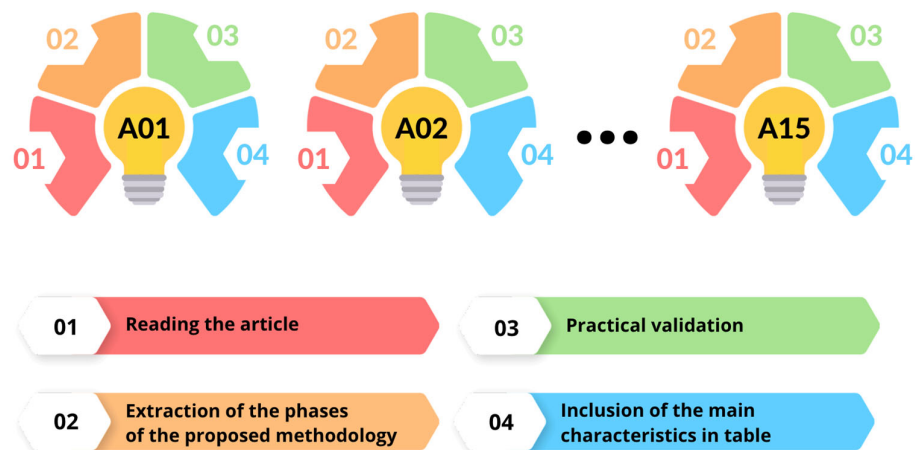 02
03
02
03
02
03
A01
A02
A15
01
04
01
04
01
04
01
Reading the article
03
Practical validation
02
Extraction of the phases
of the proposed methodology
04
Inclusion of the main
characteristics in table